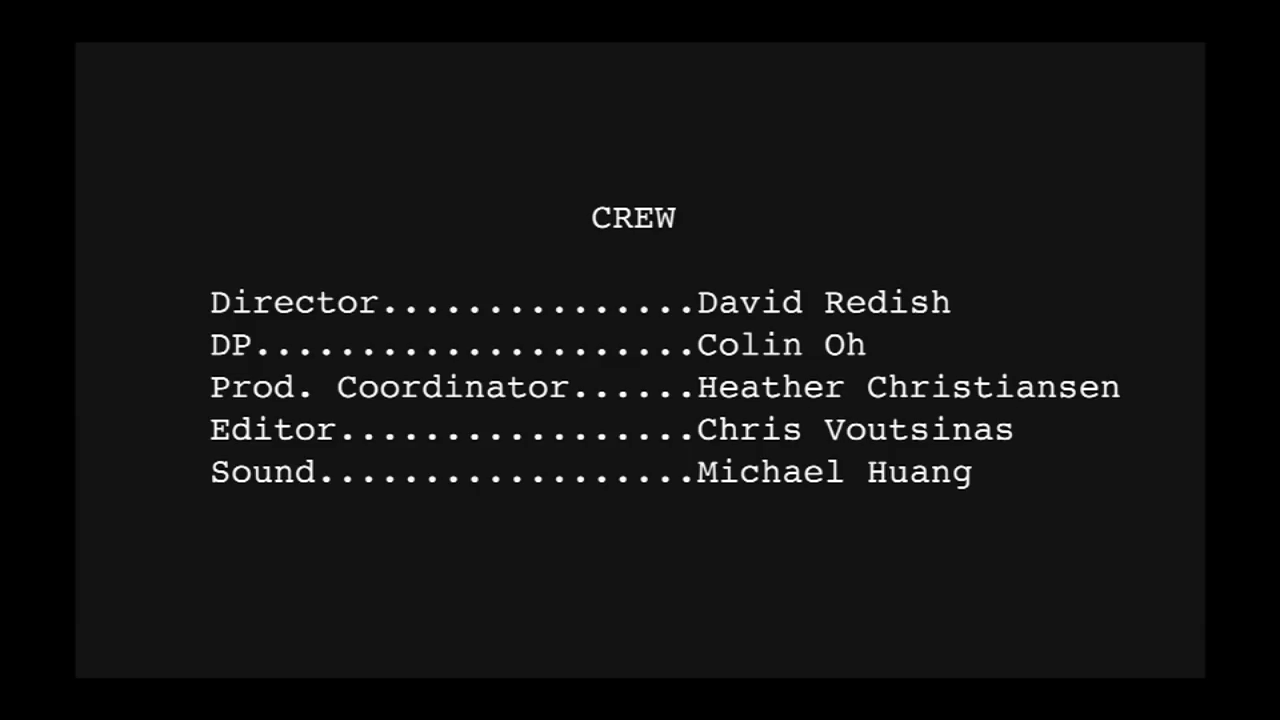 CREW
Director...............David Redish
DP.....................Colin Oh
Prod. Coordinator......Heather Christiansen
Editor.................Chris Voutsinas
Sound..................Michael Huang